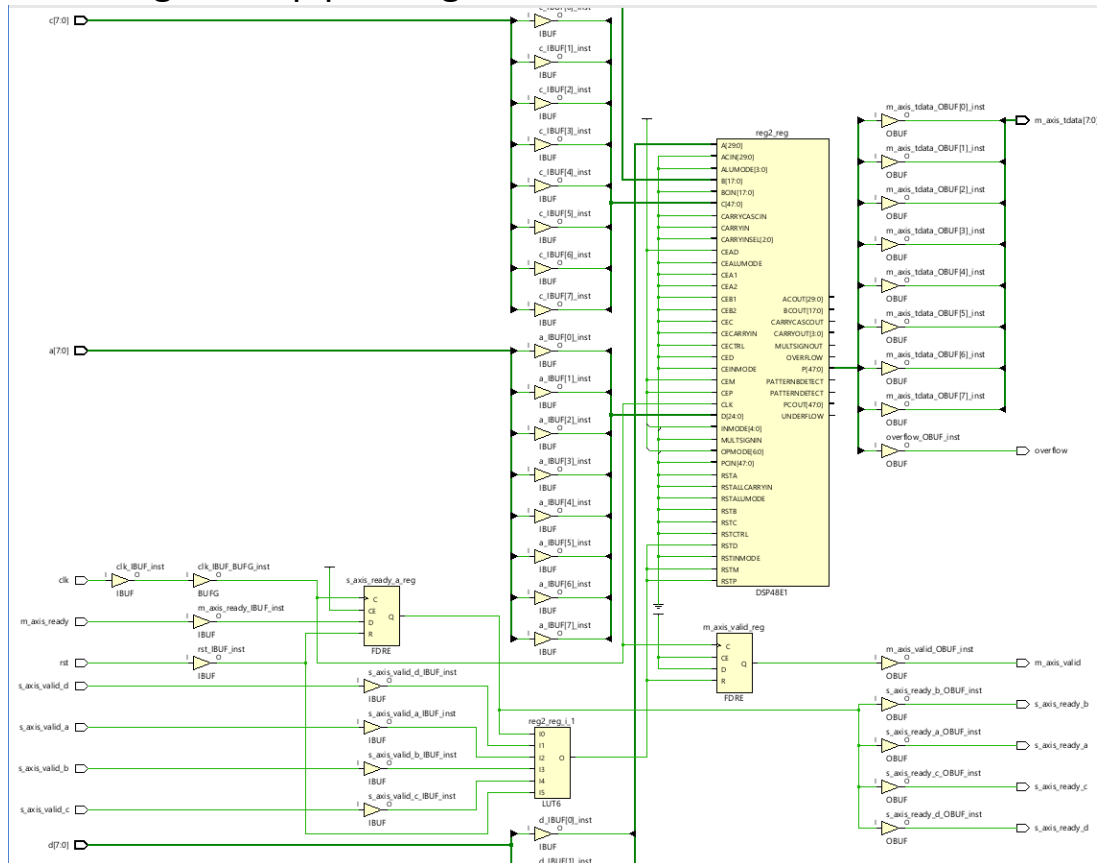 c[7:0]
IBUF
c_IBUF[1]_inst
I
O
IBUF
c_IBUF[2]_inst
I
O
IBUF
c_IBUF[3]_inst
I
O
IBUF
c_IBUF[4]_inst
I
O
IBUF
c_IBUF[5]_inst
I
O
IBUF
c_IBUF[6]_inst
I
O
IBUF
c_IBUF[7]_inst
I
O
IBUF
a[7:0]
a_IBUF[0]_inst
I
O
IBUF
a_IBUF[1]_inst
I
O
IBUF
a_IBUF[2]_inst
I
O
IBUF
a_IBUF[3]_inst
I
O
IBUF
a_IBUF[4]_inst
I
O
IBUF
a_IBUF[5]_inst
I
O
IBUF
a_IBUF[6]_inst
I
O
IBUF
a_IBUF[7]_inst
I
O
IBUF
clk
clk_IBUF_inst
I
O
IBUF
clk_IBUF_BUFG_inst
I
O
BUFG
m_axis_ready
m_axis_ready_IBUF_inst
I
O
IBUF
rst
rst_IBUF_inst
I
O
IBUF
s_axis_ready_a_reg
C
CE
D
R
Q
FDRE
s_axis_valid_d
s_axis_valid_d_IBUF_inst
I
O
IBUF
s_axis_valid_a
s_axis_valid_a_IBUF_inst
I
O
IBUF
s_axis_valid_b
s_axis_valid_b_IBUF_inst
I
O
IBUF
s_axis_valid_c
s_axis_valid_c_IBUF_inst
I
O
IBUF
reg2_reg_i_1
I0
I1
I2
I3
I4
I5
O
LUT6
d[7:0]
d_IBUF[0]_inst
I
O
IBUF
d_IBUF[1]_inst
reg2_reg
A[29:0]
ACIN[29:0]
ALUMODE[3:0]
B[17:0]
BCIN[17:0]
C[47:0]
CARRYCASCIN
CARRYIN
CARRYINSEL[2:0]
CEAD
CEALUMODE
CEA1
CEA2
CEB1
CEB2
CEC
CECARRYIN
CECTRL
CED
CEINMODE
CEM
CEP
CLK
D[24:0]
INMODE[4:0]
MULTSIGNIN
OPMODE[6:0]
PCIN[47:0]
RSTA
RSTALLCARRYIN
RSTALUMODE
RSTB
RSTC
RSTCTRL
RSTD
RSTINMODE
RSTM
RSTP
ACOUT[29:0]
BCOUT[17:0]
CARRYCASCOUT
CARRYOUT[3:0]
MULTSIGNOUT
OVERFLOW
P[47:0]
PATTERNBDETECT
PATTERNDETECT
PCOUT[47:0]
UNDERFLOW
DSP48E1
m_axis_valid_reg
C
CE
D
R
Q
FDRE
m_axis_tdata_OBUF[0]_inst
I
O
OBUF
m_axis_tdata[7:0]
m_axis_tdata_OBUF[1]_inst
I
O
OBUF
m_axis_tdata_OBUF[2]_inst
I
O
OBUF
m_axis_tdata_OBUF[3]_inst
I
O
OBUF
m_axis_tdata_OBUF[4]_inst
I
O
OBUF
m_axis_tdata_OBUF[5]_inst
I
O
OBUF
m_axis_tdata_OBUF[6]_inst
I
O
OBUF
m_axis_tdata_OBUF[7]_inst
I
O
OBUF
overflow_OBUF_inst
I
O
OBUF
overflow
m_axis_valid_OBUF_inst
I
O
OBUF
m_axis_valid
s_axis_ready_b_OBUF_inst
I
O
OBUF
s_axis_ready_b
s_axis_ready_a_OBUF_inst
I
O
OBUF
s_axis_ready_a
s_axis_ready_c_OBUF_inst
I
O
OBUF
s_axis_ready_c
s_axis_ready_d_OBUF_inst
I
O
OBUF
s_axis_ready_d